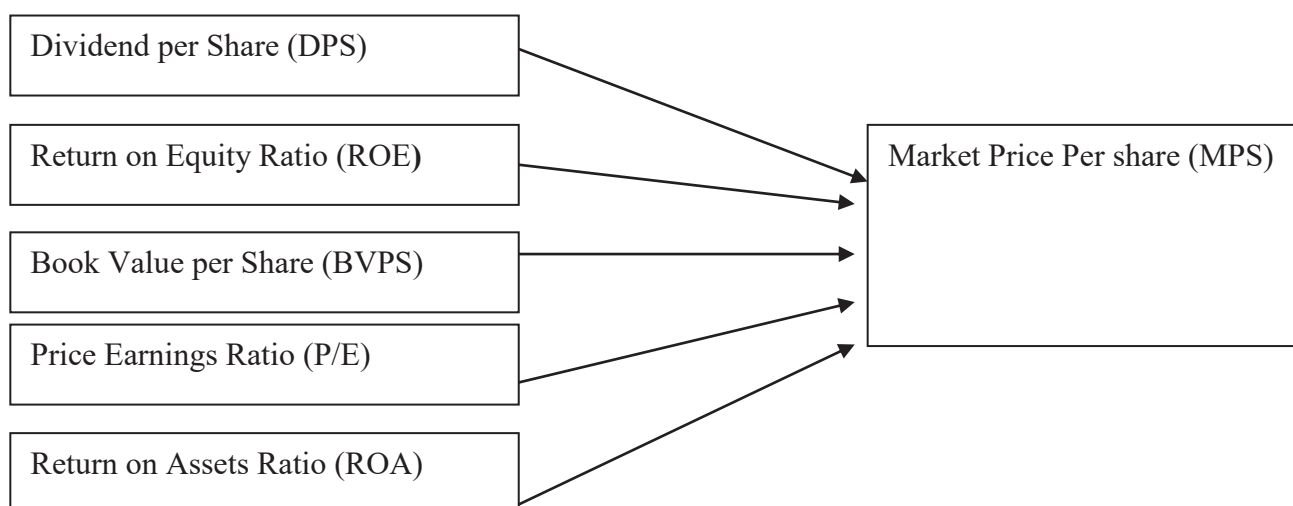 Dividend per Share (DPS)
Return on Equity Ratio (ROE)
Market Price Per share (MPS)
Book Value per Share (BVPS)
Price Earnings Ratio (P/E)
Return on Assets Ratio (ROA)